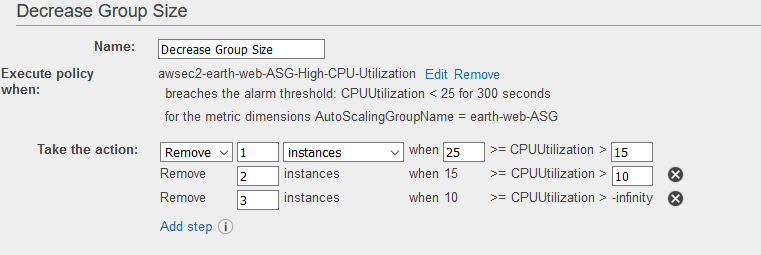 Decrease Group Size
Name: Decrease Group Size
Execute policy when: awsec2-earth-web-ASG-High-CPU-Utilization Edit Remove
breaches the alarm threshold: CPUUtilization < 25 for 300 seconds
for the metric dimensions AutoScalingGroupName = earth-web-ASG
Take the action: Remove 1 instances when 25 >= CPUUtilization > 15
Remove 2 instances when 15 >= CPUUtilization > 10
Remove 3 instances when 10 >= CPUUtilization > -infinity
Add step i